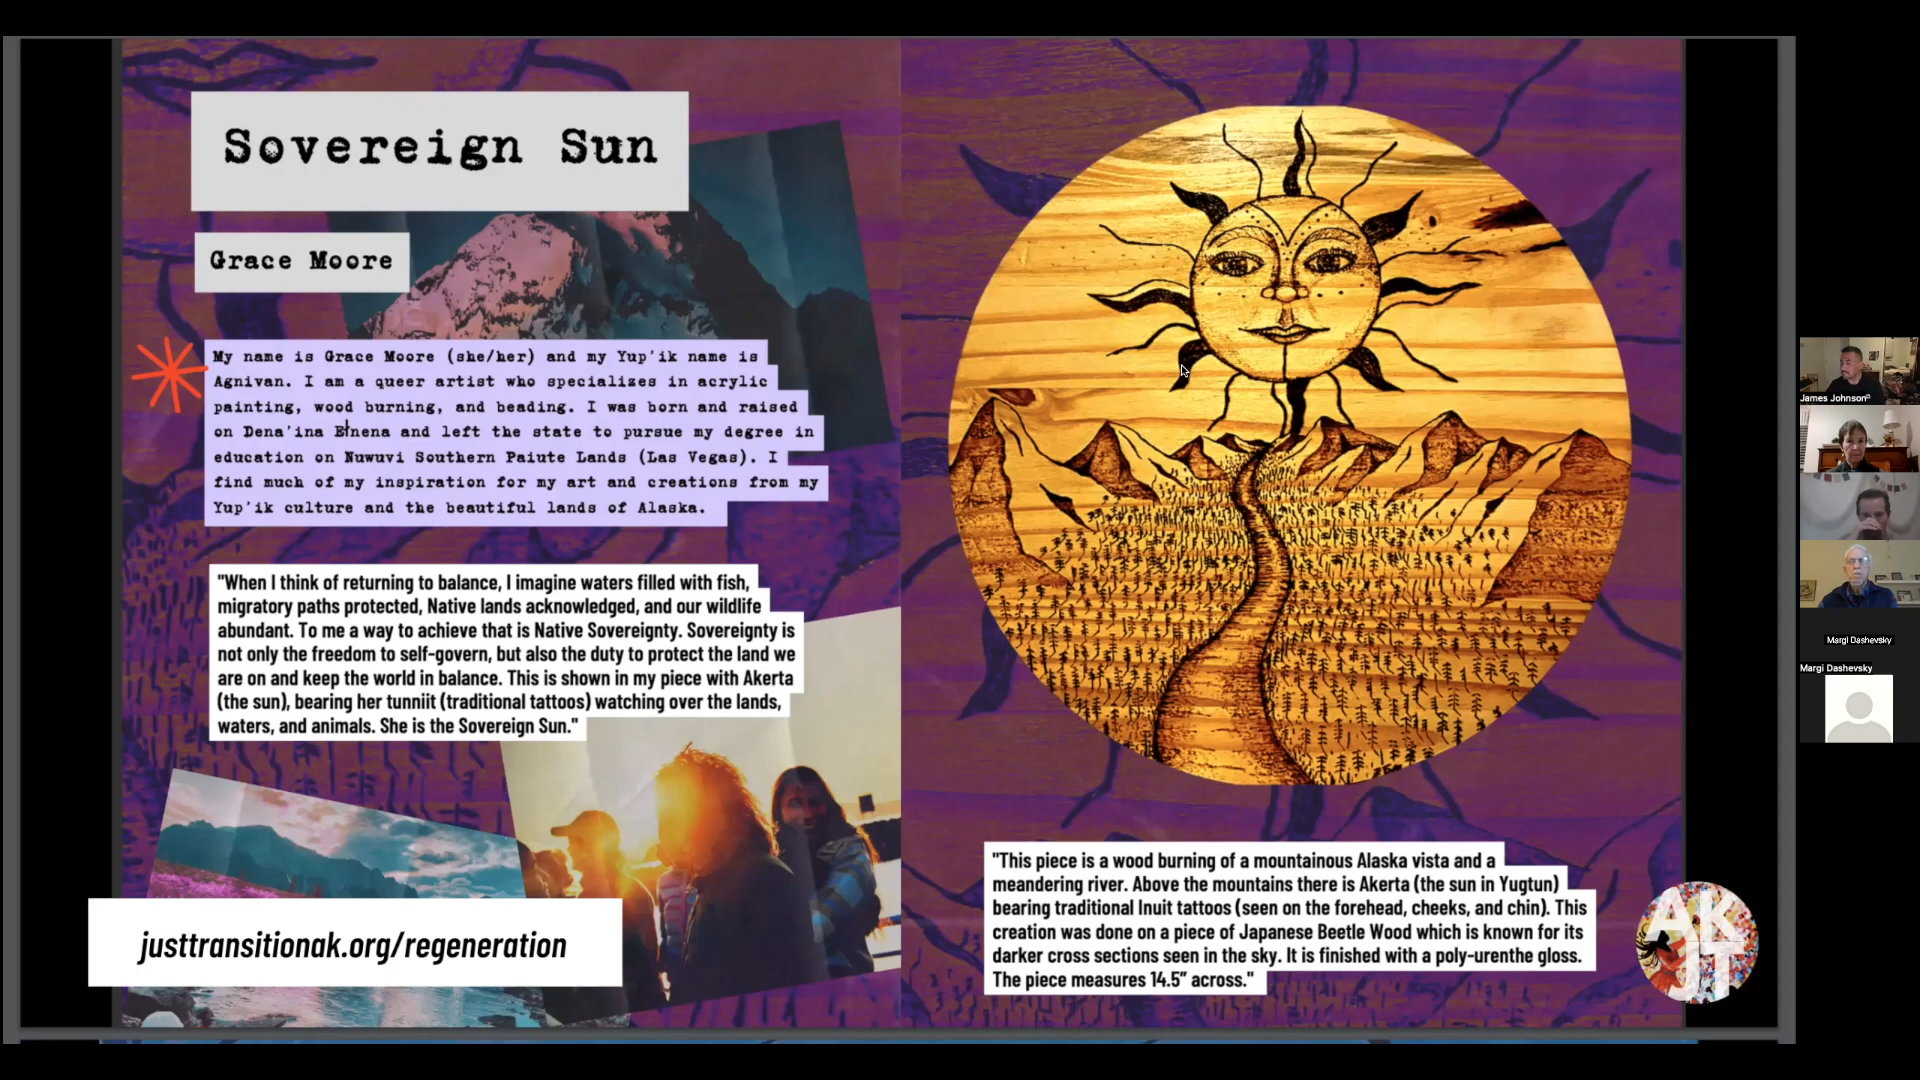 Sovereign Sun
Grace Moore
My name is Grace Moore (she/her) and my Yup'ik name is
Agnivan. I am a queer artist who specializes in acrylic
painting, wood burning, and beading. I was born and raised
on Dena'ina Ełnena and left the state to pursue my degree in
education on Nuwuvi Southern Paiute Lands (Las Vegas). I
find much of my inspiration for my art and creations from my
Yup'ik culture and the beautiful lands of Alaska.
"When I think of returning to balance, I imagine waters filled with fish,
migratory paths protected, Native lands acknowledged, and our wildlife
abundant. To me a way to achieve that is Native Sovereignty. Sovereignty is
not only the freedom to self-govern, but also the duty to protect the land we
are on and keep the world in balance. This is shown in my piece with Akerta
(the sun), bearing her tunniit (traditional tattoos) watching over the lands,
waters, and animals. She is the Sovereign Sun."
justtransitionak.org/regeneration
"This piece is a wood burning of a mountainous Alaska vista and a
meandering river. Above the mountains there is Akerta (the sun in Yugtun)
bearing traditional Inuit tattoos (seen on the forehead, cheeks, and chin). This
creation was done on a piece of Japanese Beetle Wood which is known for its
darker cross sections seen in the sky. It is finished with a poly-urenthe gloss.
The piece measures 14.5" across."
AK
JT
James Johnson
Margi Dashevsky
Margi Dashevsky